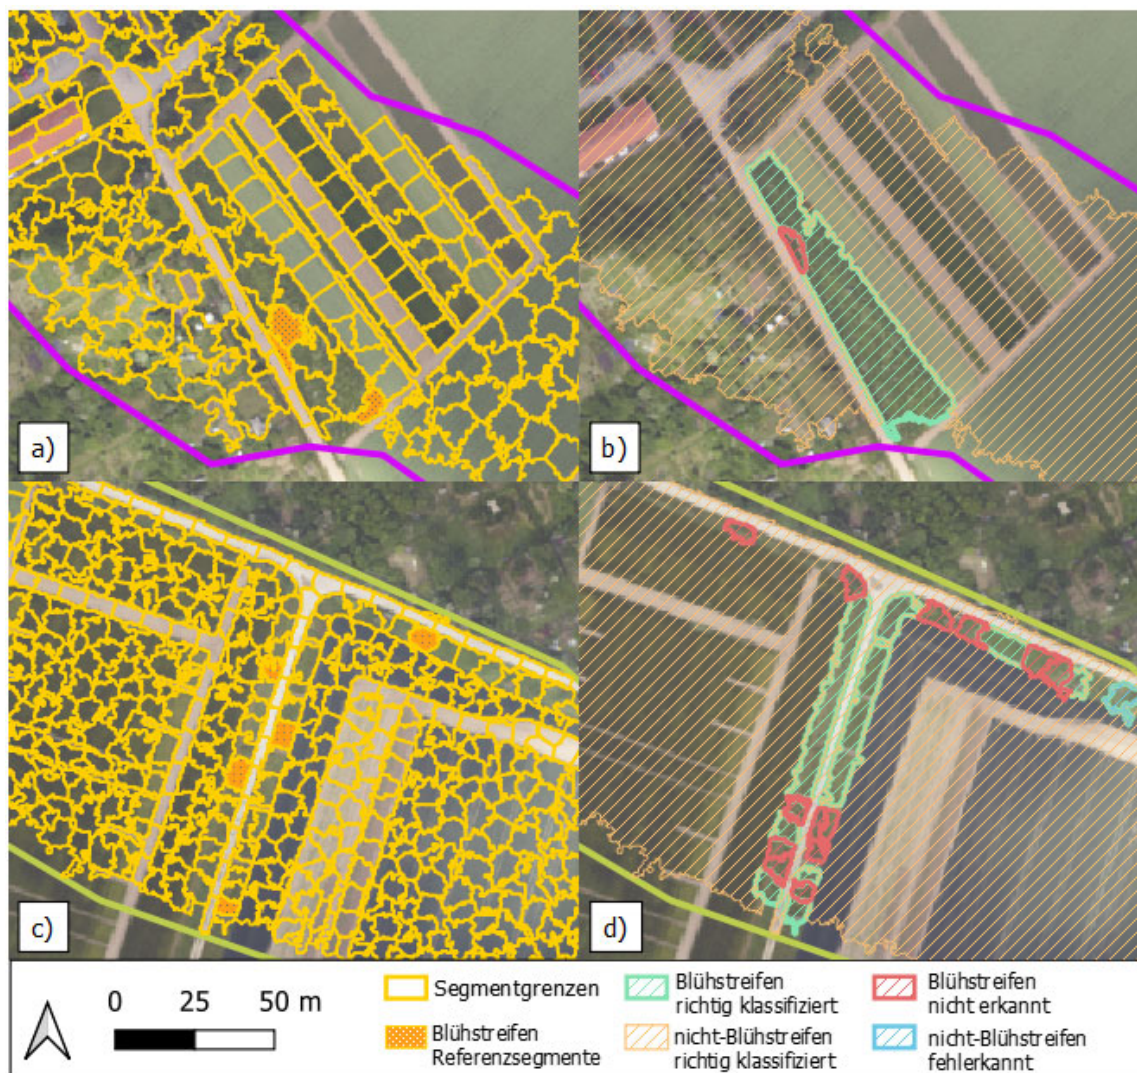 a)
b)
c)
d)
0 25 50 m
Segmentgrenzen
Blühstreifen
Referenzsegmente
Blühstreifen
richtig klassifiziert
nicht-Blühstreifen
richtig klassifiziert
Blühstreifen
nicht erkannt
nicht-Blühstreifen
fehlerkannt